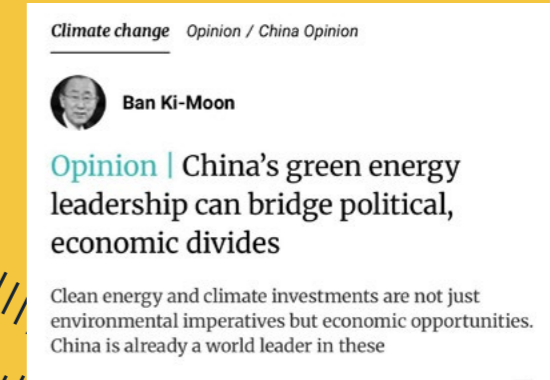 Climate change Opinion / China Opinion
Ban Ki-Moon
Opinion | China’s green energy
leadership can bridge political,
economic divides
Clean energy and climate investments are not just
environmental imperatives but economic opportunities.
China is already a world leader in these